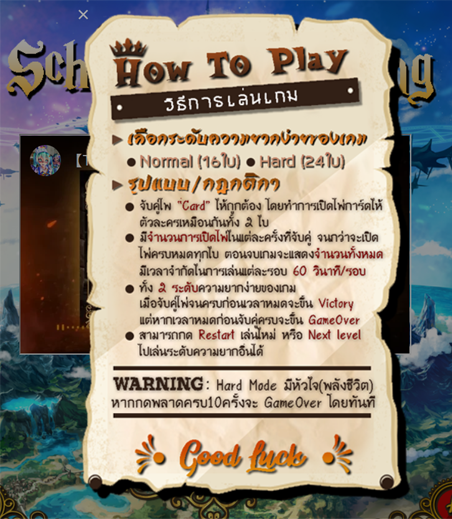 How To Play
วิธีการเล่นเกม
เลือกระดับความยากง่ายของเกม
Normal (16ใบ) Hard (24ใบ)
รูปแบบ/กฎกติกา
จับคู่ไพ่ "Card" ให้ถูกต้อง โดยทำการเปิดไพ่การ์ดให้
ตัวละครเหมือนกันทั้ง 2 ใบ
มีจำนวนการเปิดไพ่ในแต่ละครั้งที่จับคู่ จนกว่าจะเปิด
ไพ่ครบหมดทุกใบ ตอนจบเกมจะแสดงจำนวนทั้งหมด
มีเวลาจำกัดในการเล่นแต่ละรอบ 60 วินาที/รอบ
ทั้ง 2 ระดับความยากง่ายของเกม
เมื่อจับคู่ไพ่จนครบก่อนเวลาหมดจะขึ้น Victory
แต่หากเวลาหมดก่อนจับคู่ครบจะขึ้น GameOver
สามารถกด Restart เล่นใหม่ หรือ Next level
ไปเล่นระดับความยากอื่นได้
WARNING: Hard Mode มีหัวใจ(พลังชีวิต)
หากกดพลาดครบ10ครั้งจะ GameOver โดยทันที
Good Luck